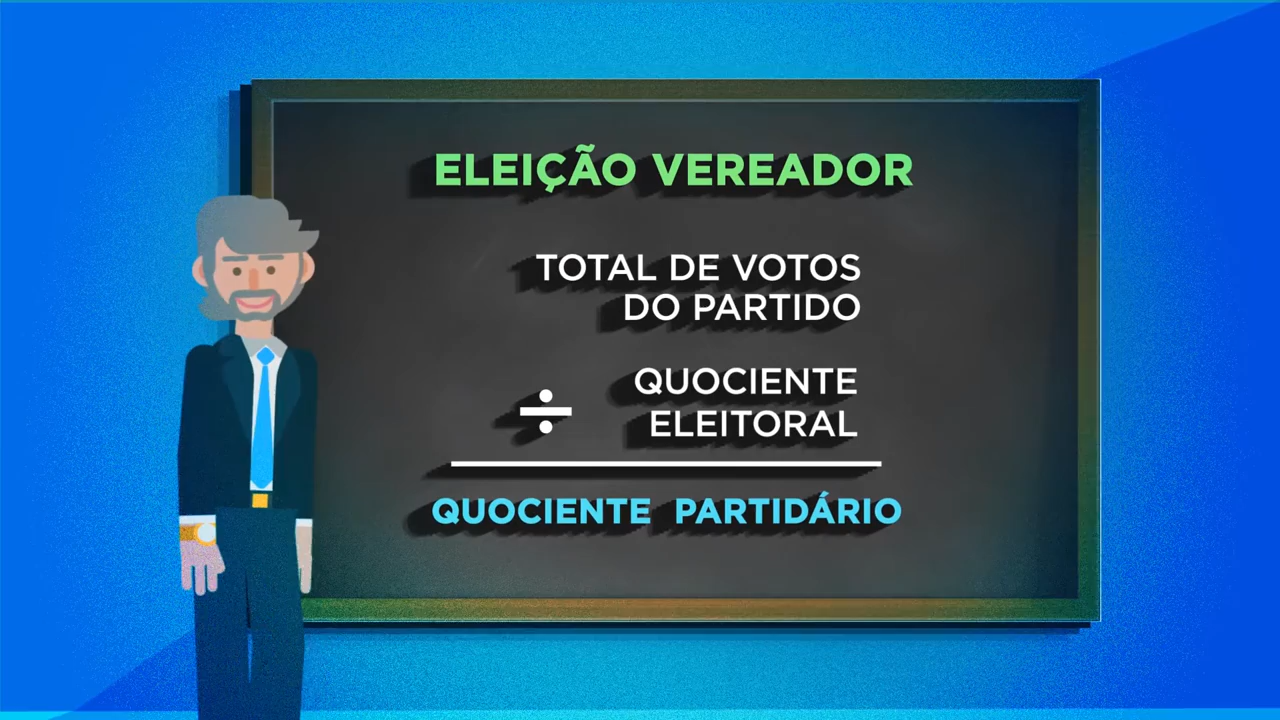 ELEIÇÃO VEREADOR
TOTAL DE VOTOS
DO PARTIDO
÷ QUOCIENTE
ELEITORAL
QUOCIENTE PARTIDÁRIO